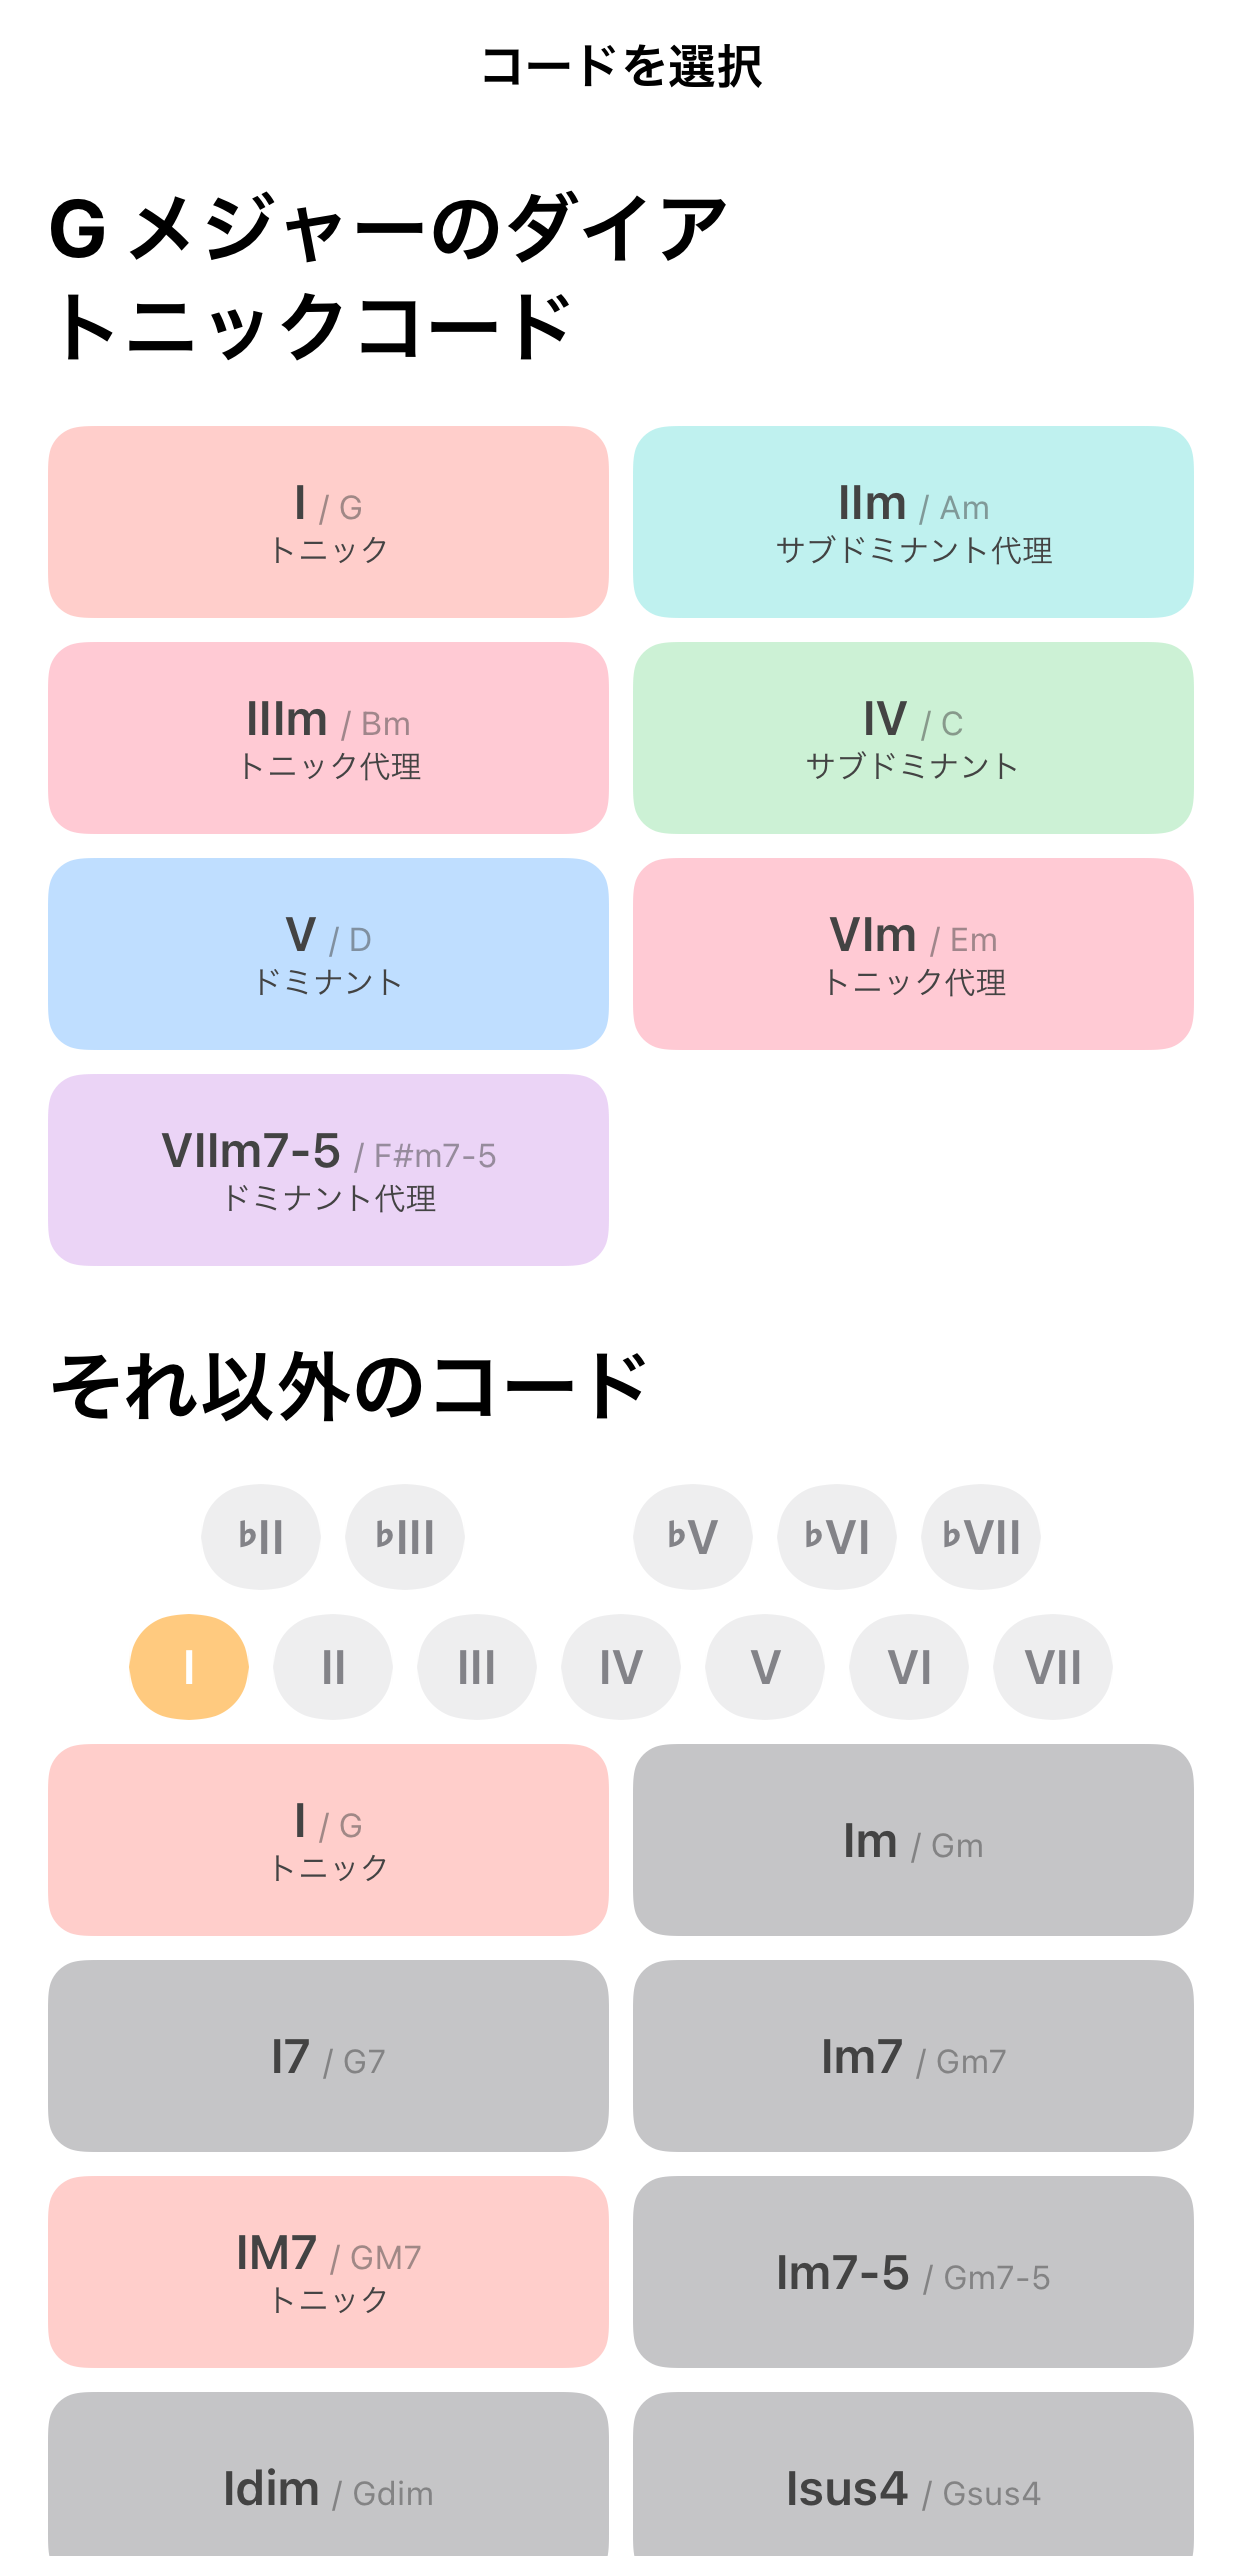 コードを選択
G メジャーのダイア
トニックコード
I / G
トニック
IIm / Am
サブドミナント代理
IIIm / Bm
トニック代理
IV / C
サブドミナント
V / D
ドミナント
VIm / Em
トニック代理
VIIm7-5 / F#m7-5
ドミナント代理
それ以外のコード
♭II ♭III ♭V ♭VI ♭VII
I II III IV V VI VII
I / G
トニック
Im / Gm
I7 / G7
Im7 / Gm7
IM7 / GM7
トニック
Im7-5 / Gm7-5
Idim / Gdim
Isus4 / Gsus4